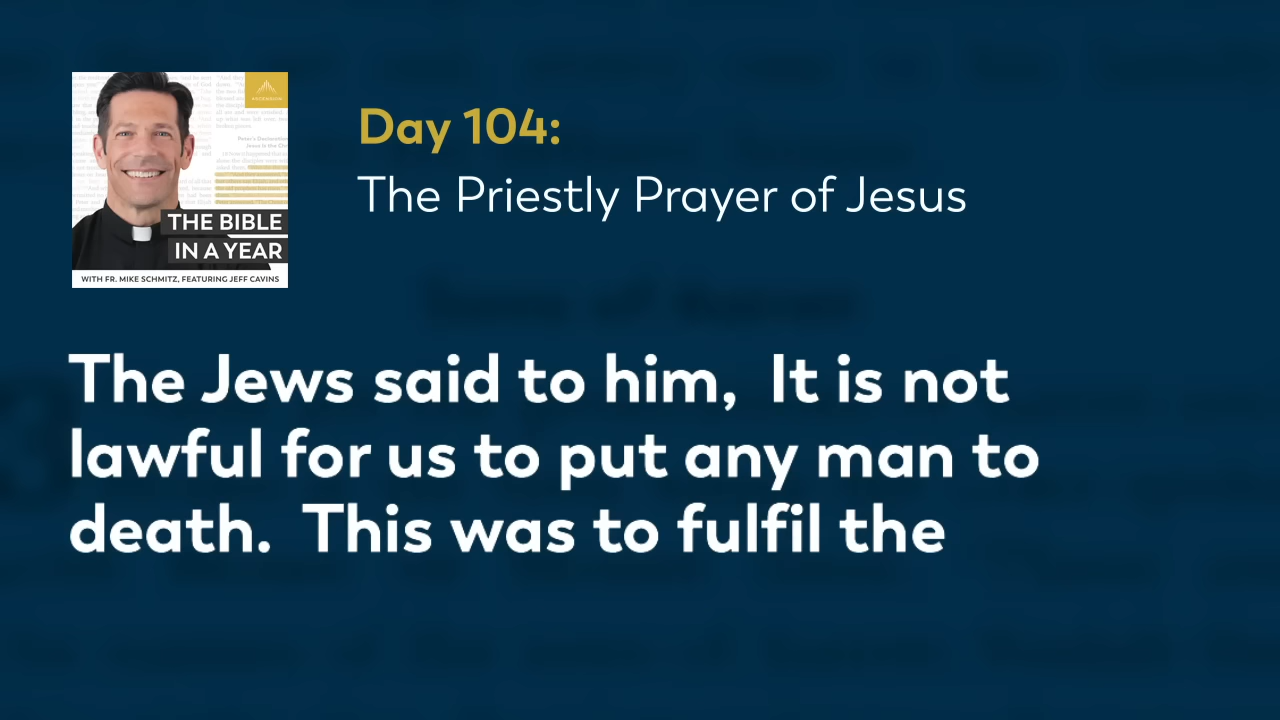 Day 104:
The Priestly Prayer of Jesus
ASCENSION
THE BIBLE
IN A YEAR
WITH FR. MIKE SCHMITZ, FEATURING JEFF CAVINS
The Jews said to him, It is not
lawful for us to put any man to
death. This was to fulfil the